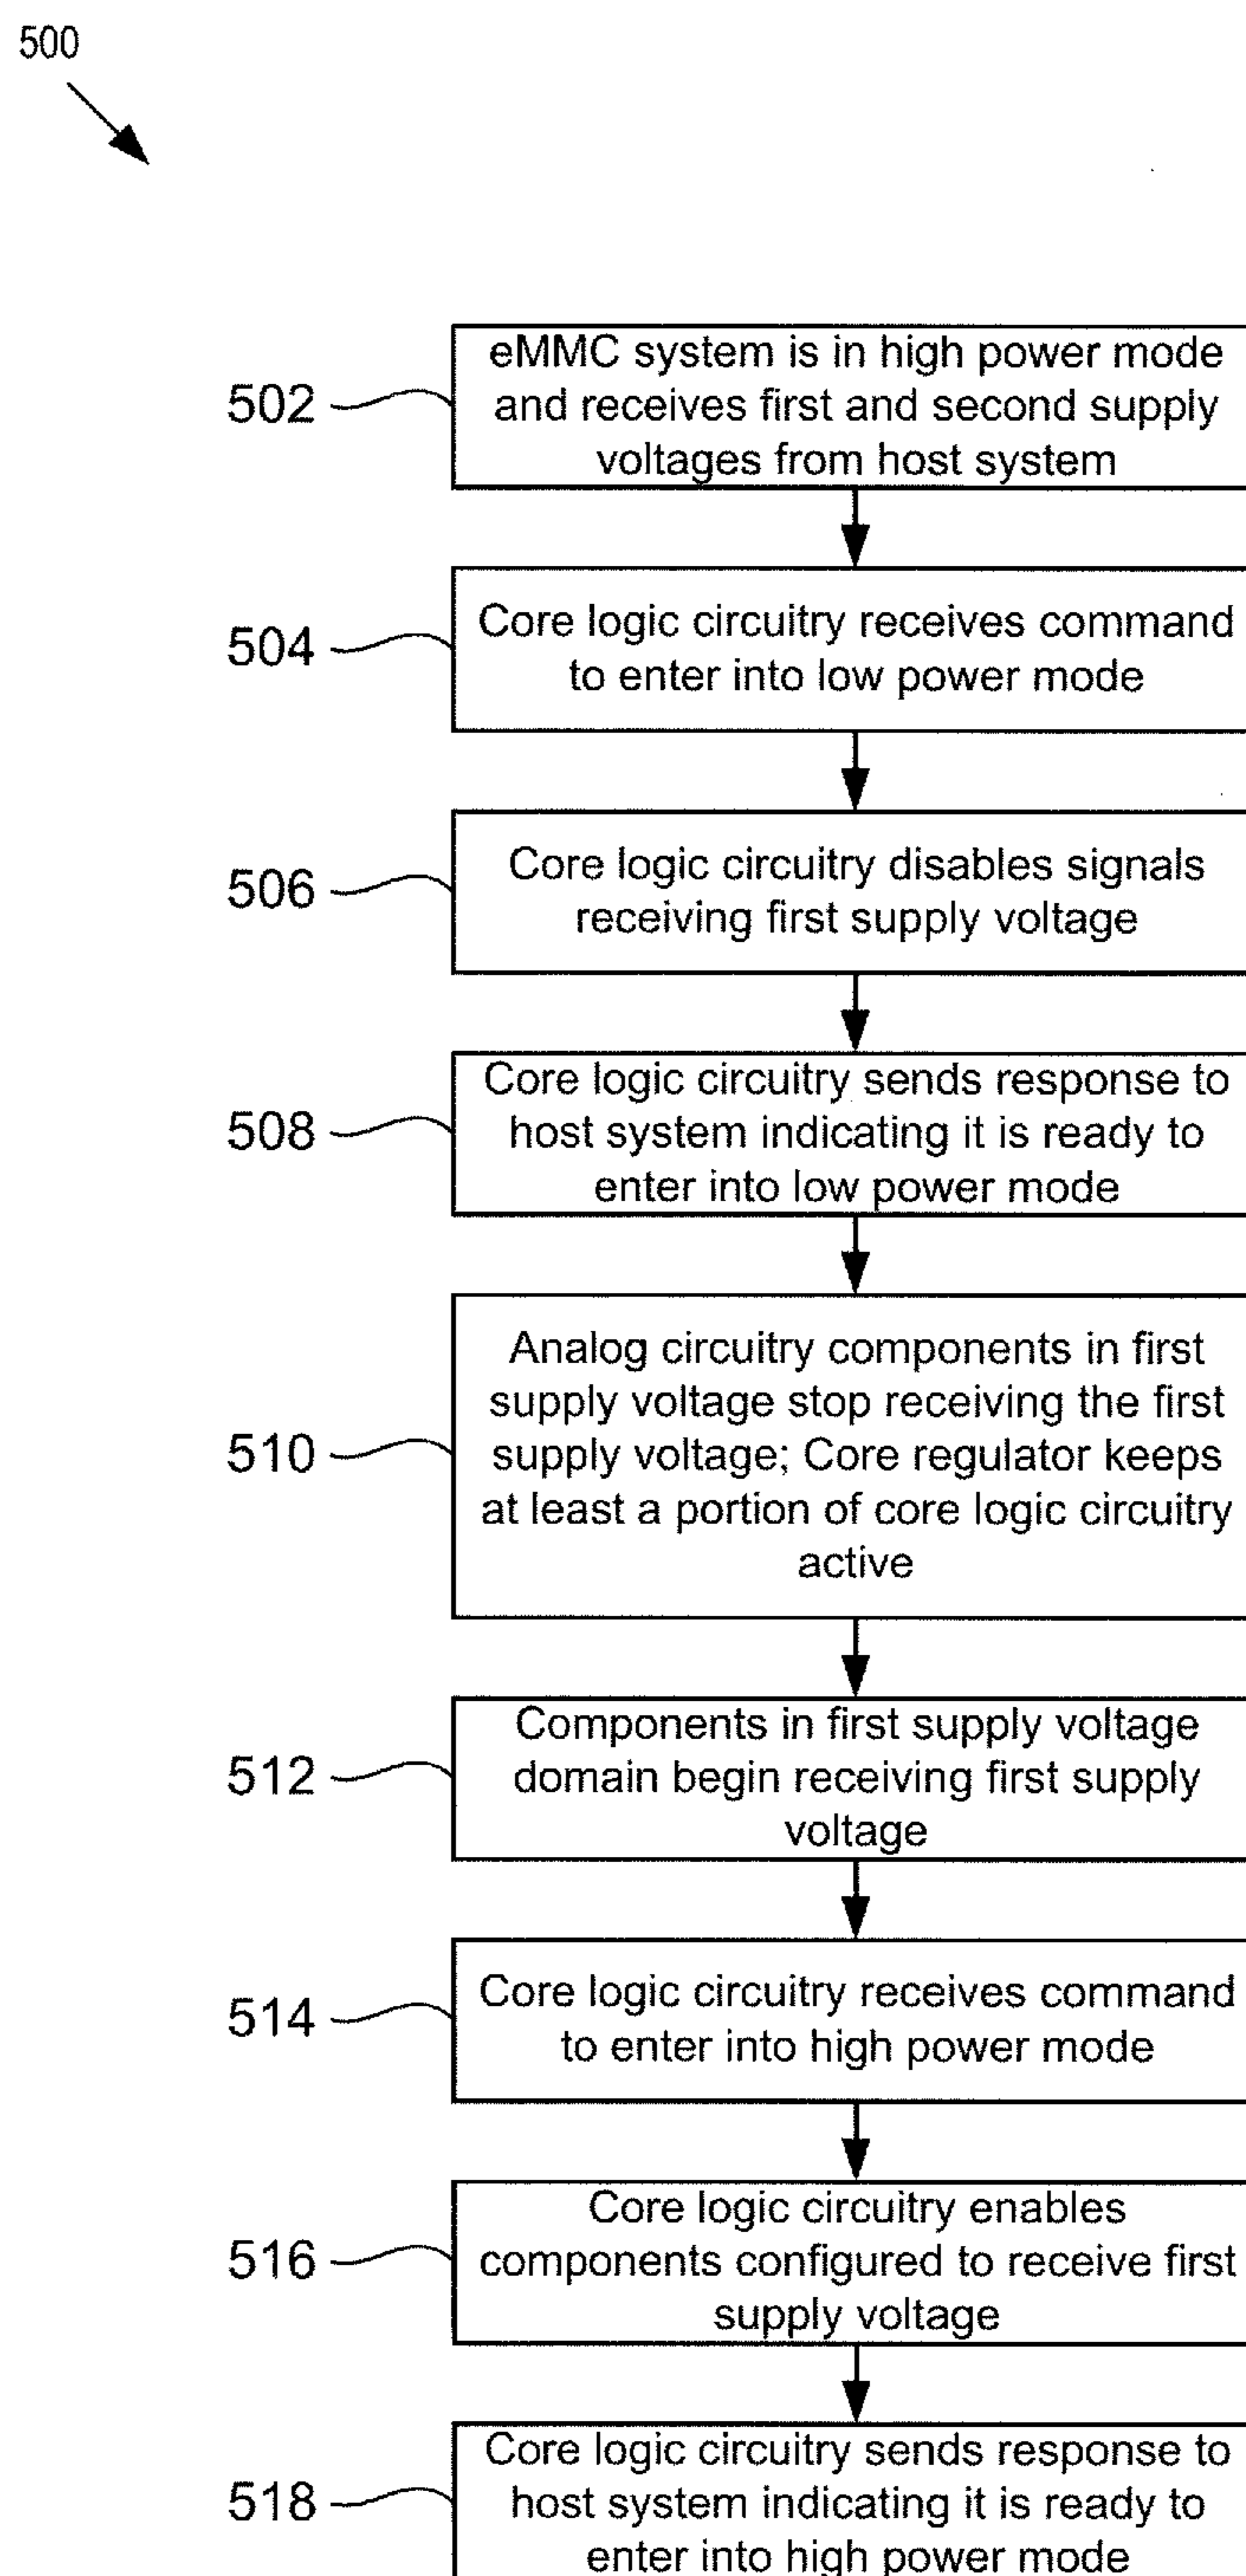 500
502
eMMC system is in high power mode
and receives first and second supply
voltages from host system
504
Core logic circuitry receives command
to enter into low power mode
506
Core logic circuitry disables signals
receiving first supply voltage
508
Core logic circuitry sends response to
host system indicating it is ready to
enter into low power mode
510
Analog circuitry components in first
supply voltage stop receiving the first
supply voltage; Core regulator keeps
at least a portion of core logic circuitry
active
512
Components in first supply voltage
domain begin receiving first supply
voltage
514
Core logic circuitry receives command
to enter into high power mode
516
Core logic circuitry enables
components configured to receive first
supply voltage
518
Core logic circuitry sends response to
host system indicating it is ready to
enter into high power mode